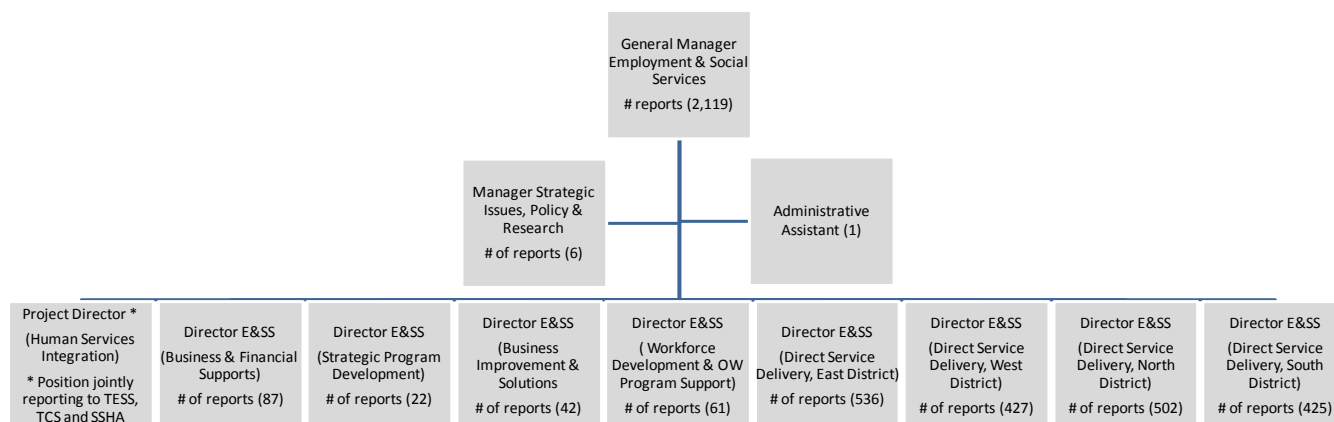 General Manager
Employment & Social
Services
# reports (2,119)
Manager Strategic
Issues, Policy &
Research
# of reports (6)
Administrative
Assistant (1)
Project Director *
(Human Services
Integration)
* Position jointly
reporting to TESS,
TCS and SSHA
Director E&SS
(Business & Financial
Supports)
# of reports (87)
Director E&SS
(Strategic Program
Development)
# of reports (22)
Director E&SS
(Business
Improvement &
Solutions
# of reports (42)
Director E&SS
( Workforce
Development & OW
Program Support)
# of reports (61)
Director E&SS
(Direct Service
Delivery, East District)
# of reports (536)
Director E&SS
(Direct Service
Delivery, West
District)
# of reports (427)
Director E&SS
(Direct Service
Delivery, North
District)
# of reports (502)
Director E&SS
(Direct Service
Delivery, South
District)
# of reports (425)